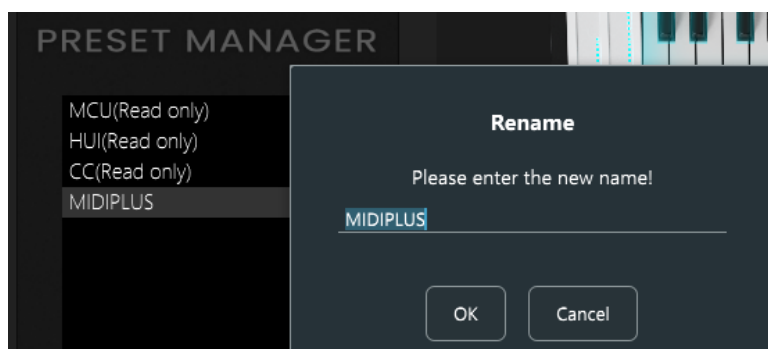 PRESET MANAGER
MCU(Read only)
HUI(Read only)
CC(Read only)
MIDIPLUS
Rename
Please enter the new name!
MIDIPLUS
OK
Cancel